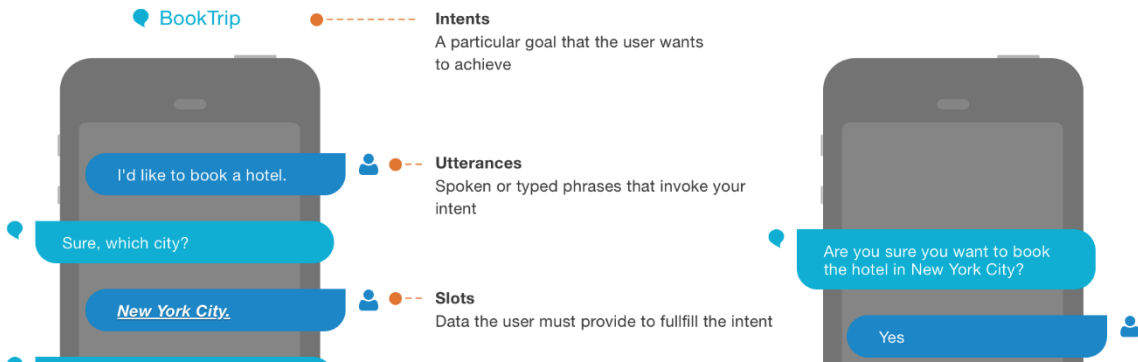 BookTrip
Intents
A particular goal that the user wants
to achieve
I'd like to book a hotel.
Utterances
Spoken or typed phrases that invoke your
intent
Sure, which city?
New York City.
Slots
Data the user must provide to fullfill the intent
Are you sure you want to book
the hotel in New York City?
Yes